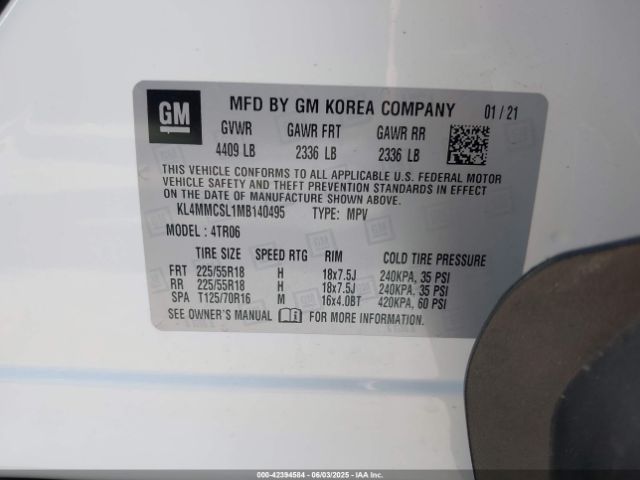 GM
MFD BY GM KOREA COMPANY 01/21
GVWR GAWR FRT GAWR RR
4409 LB 2336 LB 2336 LB
THIS VEHICLE CONFORMS TO ALL APPLICABLE U.S. FEDERAL MOTOR
VEHICLE SAFETY AND THEFT PREVENTION STANDARDS IN EFFECT
ON THE DATE OF MANUFACTURE SHOWN ABOVE.
KL4MMCSL1MB140495 TYPE: MPV
MODEL: 4TR06
TIRE SIZE SPEED RTG RIM COLD TIRE PRESSURE
FRT 225/55R18 H 18x7.5J 240KPA, 35 PSI
RR 225/55R18 H 18x7.5J 240KPA, 35 PSI
SPA T125/70R16 M 16x4.0BT 420KPA, 60 PSI
SEE OWNER'S MANUAL FOR MORE INFORMATION.
000-42394584 - 06/03/2025 - IAA Inc.